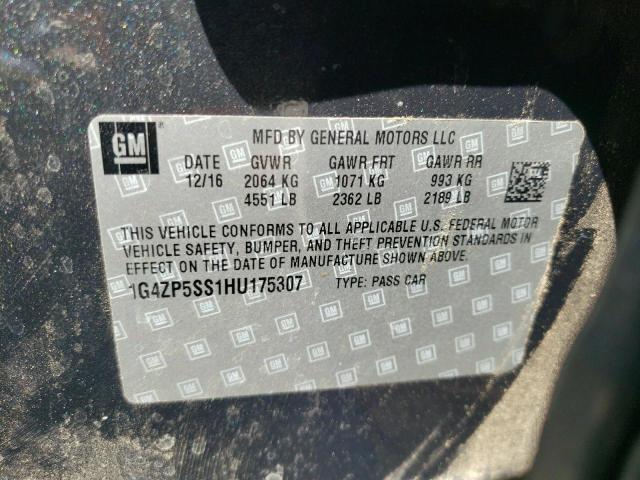 GM
MFD BY GENERAL MOTORS LLC
DATE GVWR GAWR FRT GAWR RR
12/16 2064 KG 1071 KG 993 KG
4551 LB 2362 LB 2189 LB
THIS VEHICLE CONFORMS TO ALL APPLICABLE U.S. FEDERAL MOTOR
VEHICLE SAFETY, BUMPER, AND THEFT PREVENTION STANDARDS IN
EFFECT ON THE DATE OF MANUFACTURE SHOWN ABOVE.
1G4ZP5SS1HU175307 TYPE: PASS CAR